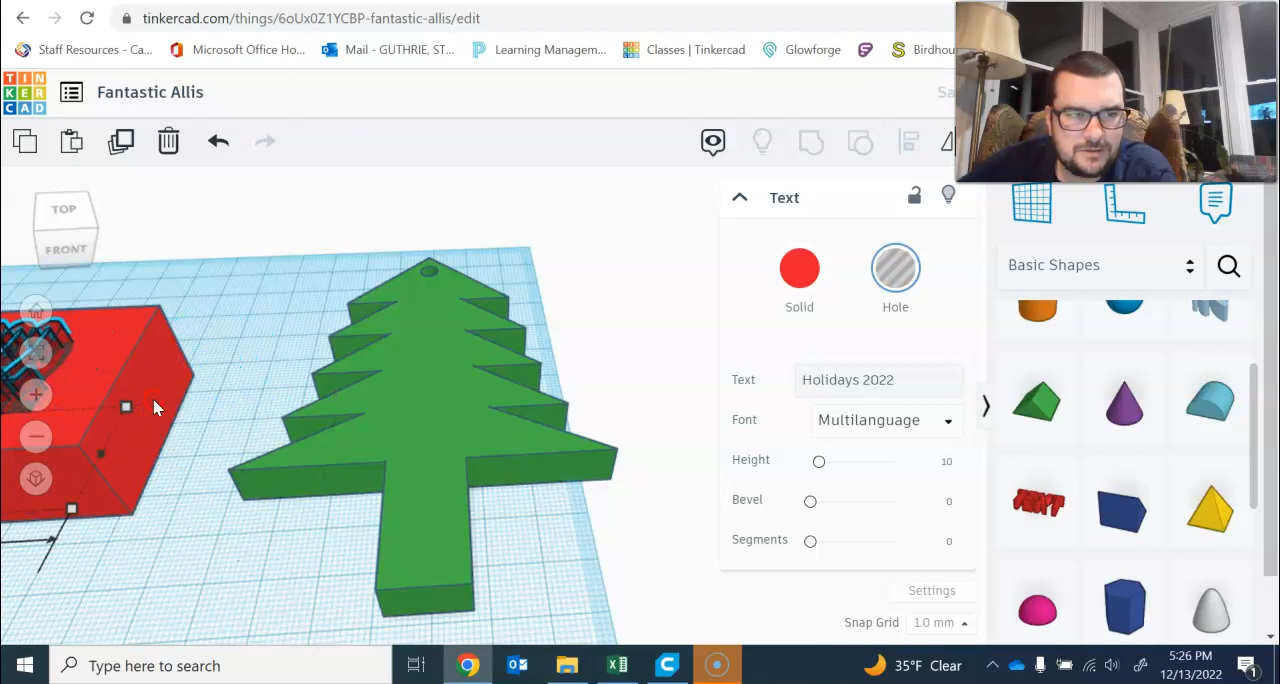 tinkercad.com/things/6oUx0Z1YCBP-fantastic-allis/edit
Staff Resources - Ca...
Microsoft Office Ho...
Mail - GUTHRIE, ST...
Learning Managem...
Classes | Tinkercad
Glowforge
Birdhou
TIN
KER
CAD
Fantastic Allis
Sa
TOP
FRONT
Text
Solid
Hole
Text
Holidays 2022
Font
Multilanguage
Height
10
Bevel
0
Segments
0
Settings
Snap Grid
1.0 mm
Basic Shapes
TEXT
Type here to search
35°F Clear
5:26 PM
12/13/2022
1